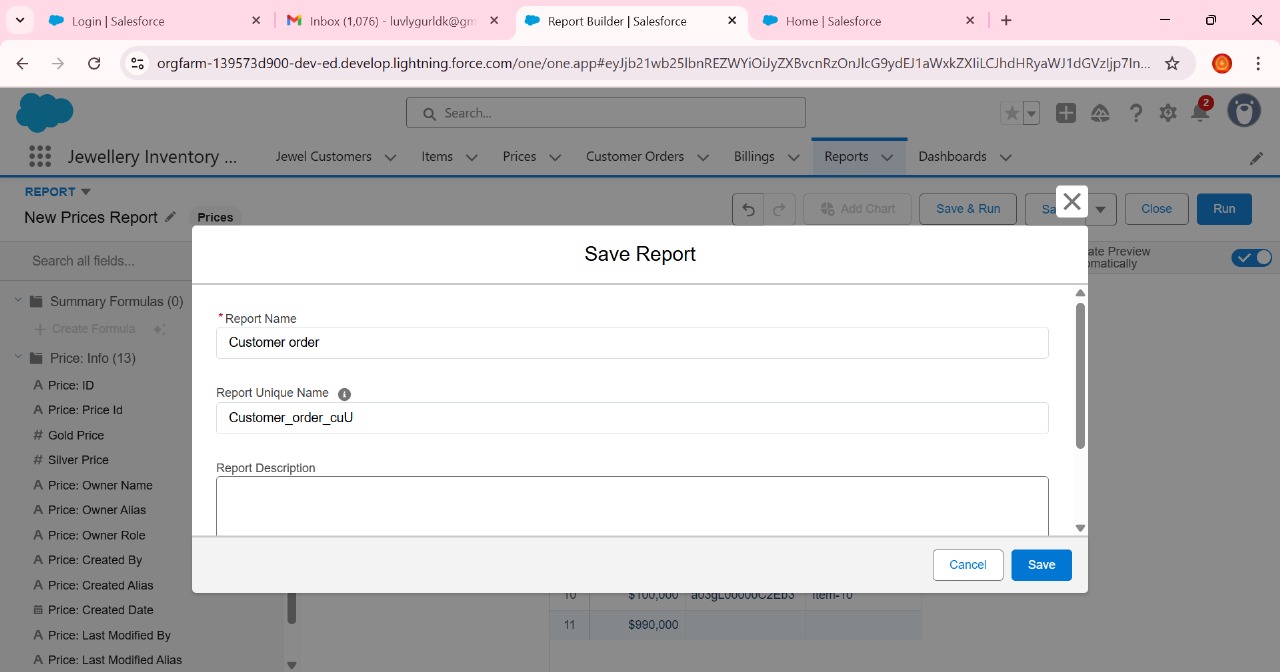 Login | Salesforce
Inbox (1,076) - luvlygurldk@gm
Report Builder | Salesforce
Home | Salesforce
orgfarm-139573d900-dev-ed.develop.lightning.force.com/one/one.app#eyJjb21wb25lbnREZWYiOiJyZXBvcnRzOnJlcG9ydEJ1aWxkZXIiLCJhdHRyaWJ1dGVzIjp7In...
Search...
2
Jewellery Inventory ...
Jewel Customers
Items
Prices
Customer Orders
Billings
Reports
Dashboards
REPORT
New Prices Report
Prices
Add Chart
Save & Run
Sa
Close
Run
Search all fields...
ate Preview
omatically
Summary Formulas (0)
Create Formula
Price: Info (13)
A Price: ID
A Price: Price Id
# Gold Price
# Silver Price
A Price: Owner Name
A Price: Owner Alias
A Price: Owner Role
A Price: Created By
A Price: Created Alias
Price: Created Date
A Price: Last Modified By
A Price: Last Modified Alias
Save Report
* Report Name
Customer order
Report Unique Name
Customer_order_cuU
Report Description
Cancel
Save
10 $100,000 a03gL00000C2Eb3 Item-10
11 $990,000